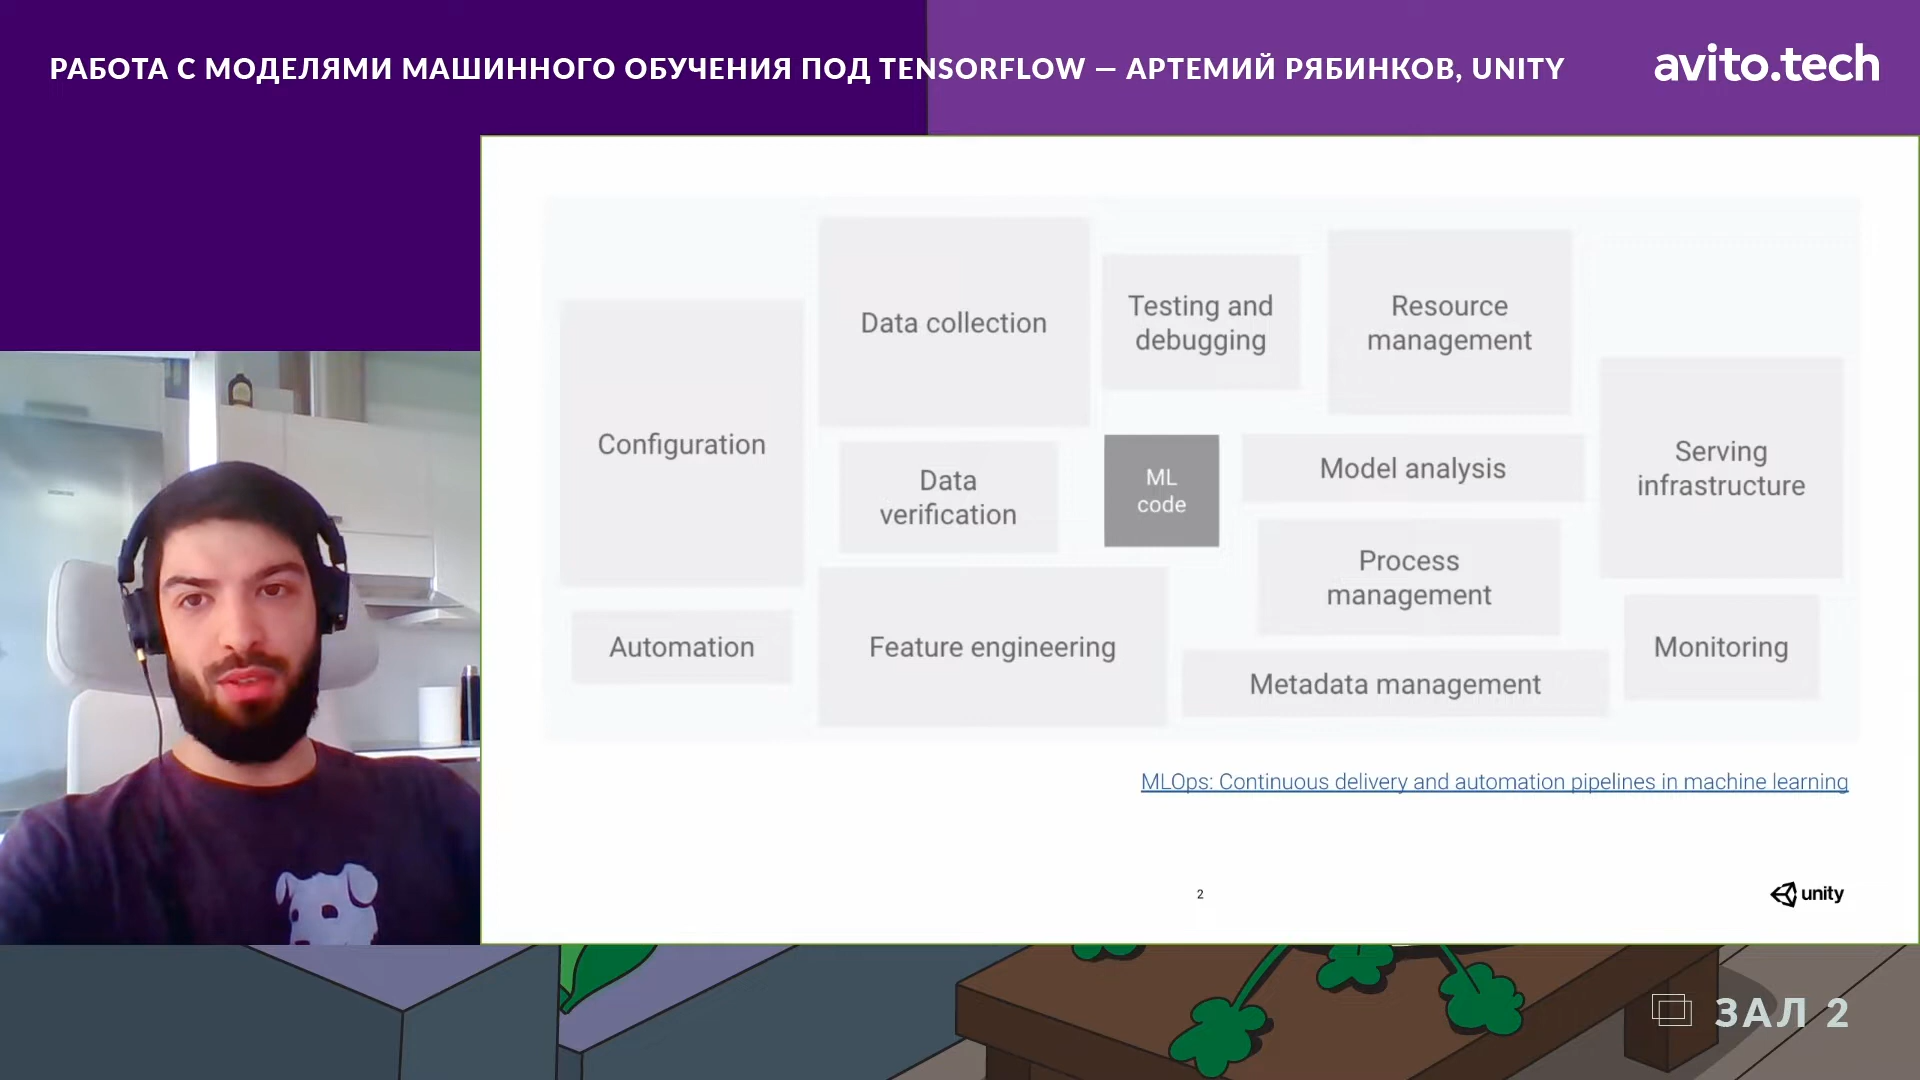 РАБОТА С МОДЕЛЯМИ МАШИННОГО ОБУЧЕНИЯ ПОД TENSORFLOW — АРТЕМИЙ РЯБИНКОВ, UNITY
avito.tech
Data collection
Testing and
debugging
Resource
management
Configuration
Data
verification
ML
code
Model analysis
Serving
infrastructure
Process
management
Automation
Feature engineering
Metadata management
Monitoring
MLOps: Continuous delivery and automation pipelines in machine learning
2
unity
ЗАЛ 2